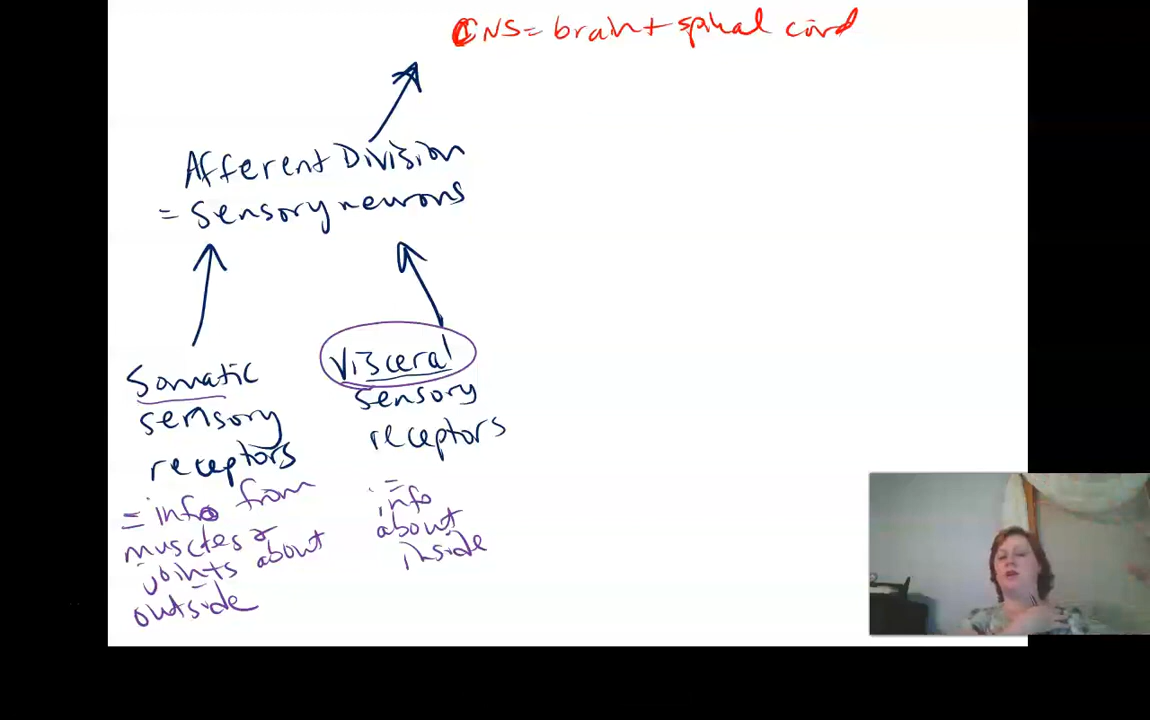 CNS = brain + spinal cord
Afferent Division
= sensory neurons
Somatic
sensory
receptors
= info from
muscles &
joints about
outside
Visceral
sensory
receptors
= info
about
inside